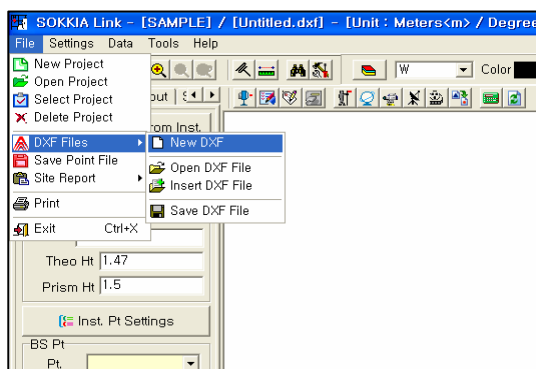 SOKKIA Link - [SAMPLE] / [Untitled.dxf] - [Unit : Meters<m> / Degree
File Settings Data Tools Help
New Project
Open Project
Select Project
Delete Project
DXF Files
Save Point File
Site Report
Print
Exit Ctrl+X
New DXF
Open DXF File
Insert DXF File
Save DXF File
W Color
out
rom Inst.
Theo Ht 1.47
Prism Ht 1.5
Inst. Pt Settings
BS Pt
Pt.